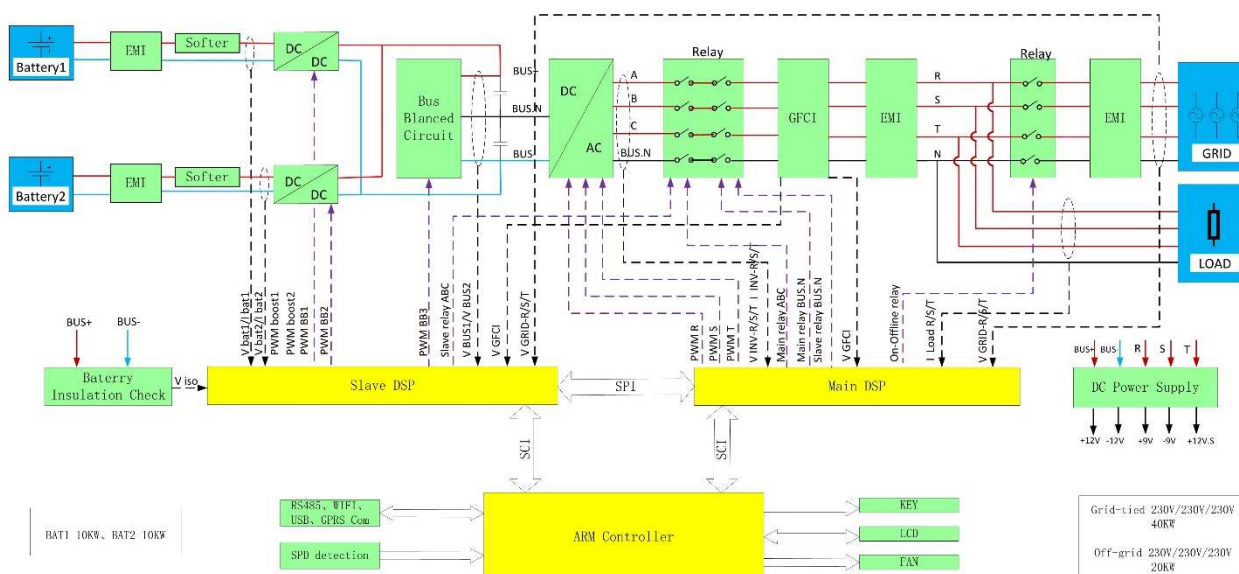 Battery1
EMI
Softer
DC
DC
Battery2
EMI
Softer
DC
DC
Bus
Blanced
Circuit
BUS+
BUS.N
BUS-
DC
AC
A
B
C
BUS.N
Relay
GFCI
EMI
R
S
T
N
Relay
EMI
GRID
LOAD
V bat1/I bat1
V bat2/I bat2
PWM boost1
PWM boost2
PWM BB1
PWM BB2
PWM BB3
Slave relay ABC
V BUS1/V BUS2
V GFCI
V GRID-R/S/T
PWM R
PWM S
PWM T
V INV-R/S/T I INV-R/S/T
Main relay ABC
Main relay BUS.N
Slave relay BUS.N
V GFCI
On-Offline relay
I Load R/S/T
V GRID-R/S/T
BUS+
BUS-
Baterry
Insulation Check
V iso
Slave DSP
SPI
Main DSP
BUS+
BUS-
R
S
T
DC Power Supply
+12V
-12V
+9V
-9V
+12V.S
SCI
SCI
BAT1 10KW、BAT2 10KW
RS485、WIFI、
USB、GPRS Com
SPD detection
ARM Controller
KEY
LCD
FAN
Grid-tied 230V/230V/230V
40KW
Off-grid 230V/230V/230V
20KW